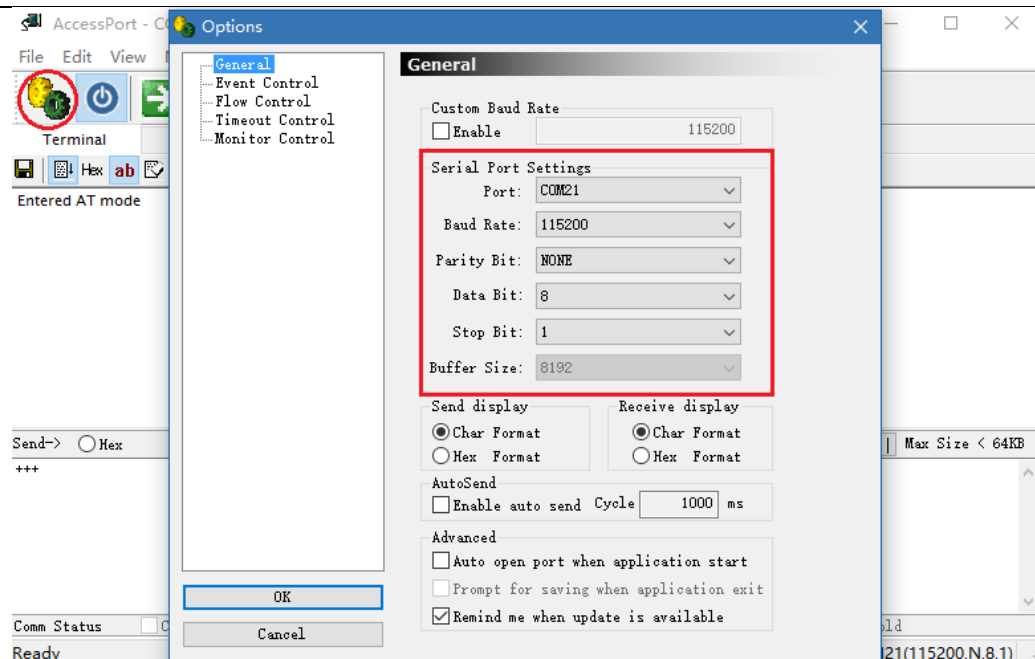 AccessPort - C
Options
File Edit View
General
Event Control
Flow Control
Timeout Control
Monitor Control
General
Custom Baud Rate
Enable 115200
Terminal
Hex ab
Serial Port Settings
Port: COM21
Entered AT mode
Baud Rate: 115200
Parity Bit: NONE
Data Bit: 8
Stop Bit: 1
Buffer Size: 8192
Send display
Receive display
Char Format
Char Format
Hex Format
Hex Format
Send-> Hex
Max Size < 64KB
+++
AutoSend
Enable auto send Cycle 1000 ms
Advanced
Auto open port when application start
Prompt for saving when application exit
Remind me when update is available
OK
Cancel
Comm Status
Ready
21(115200,N,8,1)